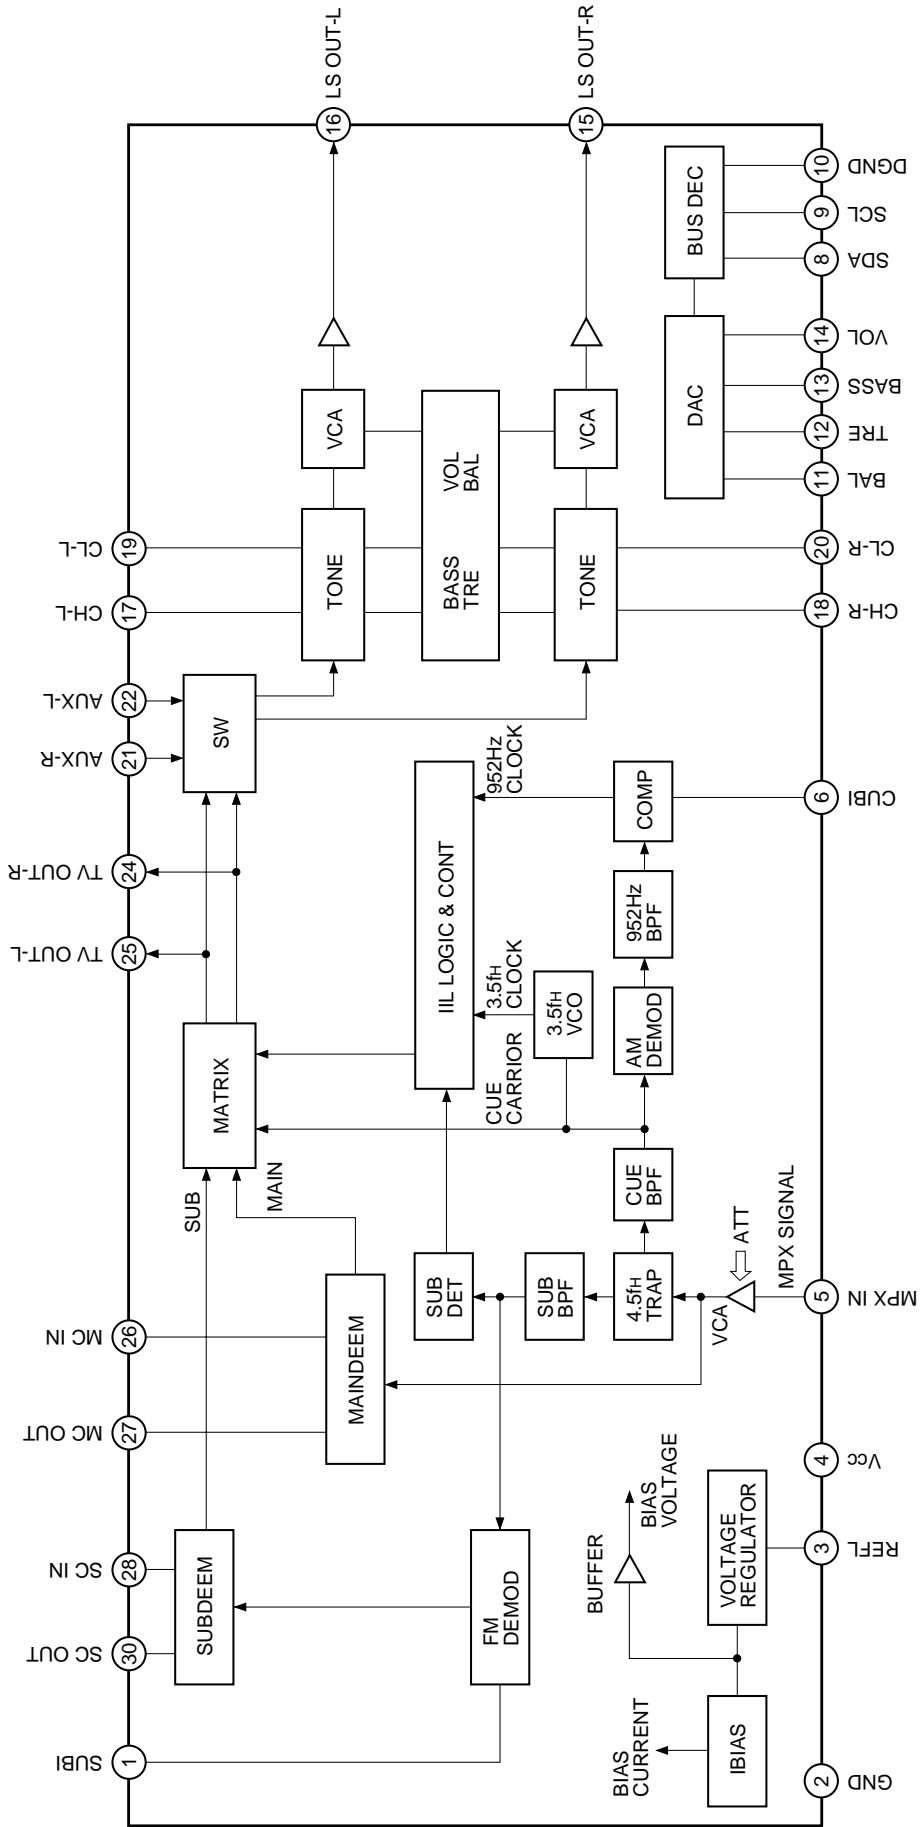 LS OUT-L
16
LS OUT-R
15
DGND
10
SCL
9
SDA
8
VOL
14
BASS
13
TRE
12
BAL
11
BUS DEC
DAC
VCA
VCA
VOL
BAL
BASS
TRE
TONE
TONE
CL-L
19
CH-L
17
AUX-L
22
AUX-R
21
TV OUT-R
24
TV OUT-L
25
MC IN
26
MC OUT
27
SC IN
28
SC OUT
30
SUBI
1
CL-R
20
CH-R
18
CUBI
6
MPX IN
5
Vcc
4
REFL
3
GND
2
SW
952Hz
CLOCK
COMP
IIL LOGIC & CONT
952Hz
BPF
3.5fH
CLOCK
3.5fH
VCO
AM
DEMOD
MATRIX
CUE
CARRIOR
SUB
MAIN
CUE
BPF
SUB
DET
SUB
BPF
4.5fH
TRAP
VCA
ATT
MPX SIGNAL
MAINDEEM
SUBDEEM
FM
DEMOD
BUFFER
BIAS
VOLTAGE
VOLTAGE
REGULATOR
BIAS
CURRENT
IBIAS